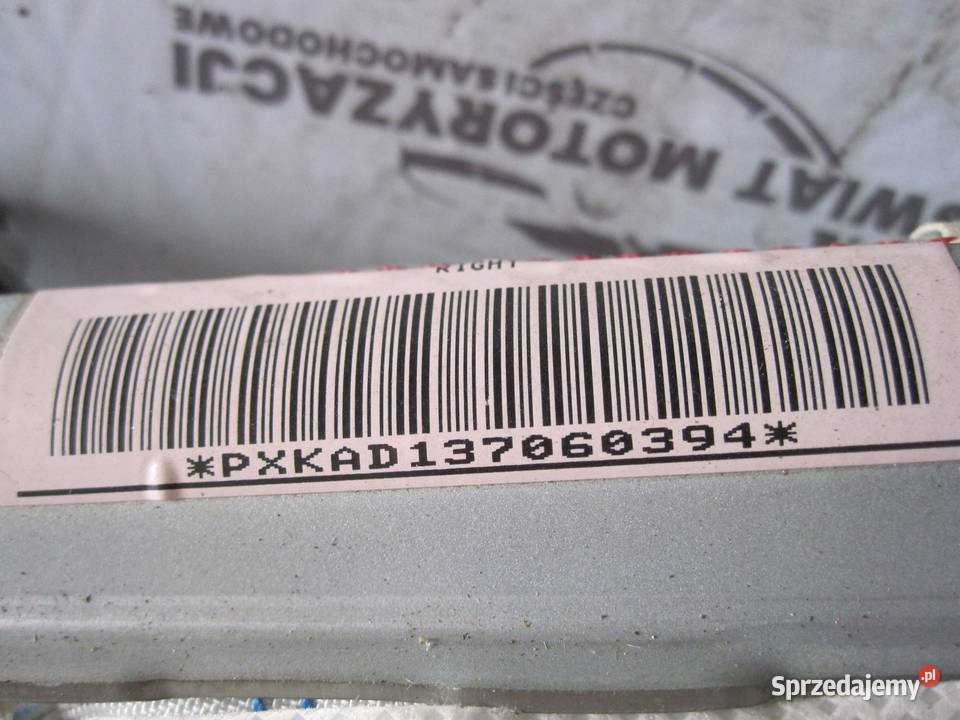 ŚWIAT MOTORYZACJI
CZĘŚCI SAMOCHODOWE
RIGHT
*PXKAD137060394*
Sprzedajemy.pl